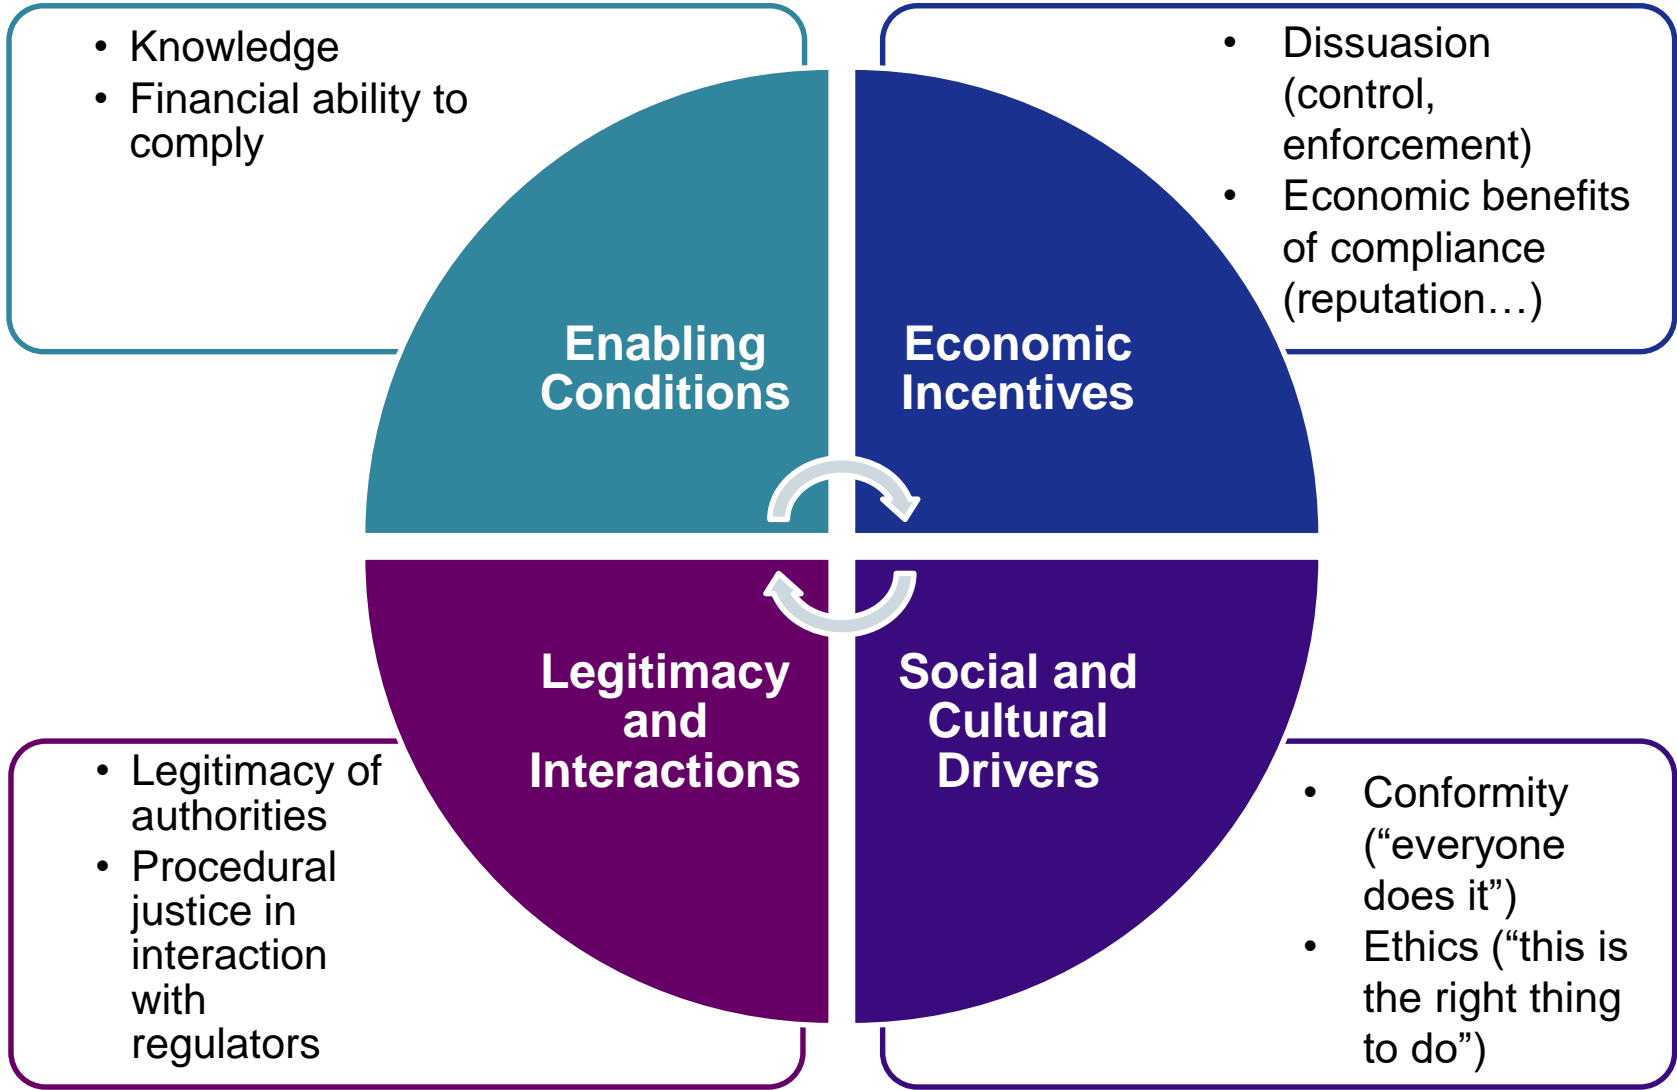 • Knowledge
• Financial ability to
comply
• Dissuasion
(control,
enforcement)
• Economic benefits
of compliance
(reputation…)
Enabling
Conditions
Economic
Incentives
Legitimacy
and
Interactions
Social and
Cultural
Drivers
• Legitimacy of
authorities
• Procedural
justice in
interaction
with
regulators
• Conformity
(“everyone
does it”)
• Ethics (“this is
the right thing
to do”)